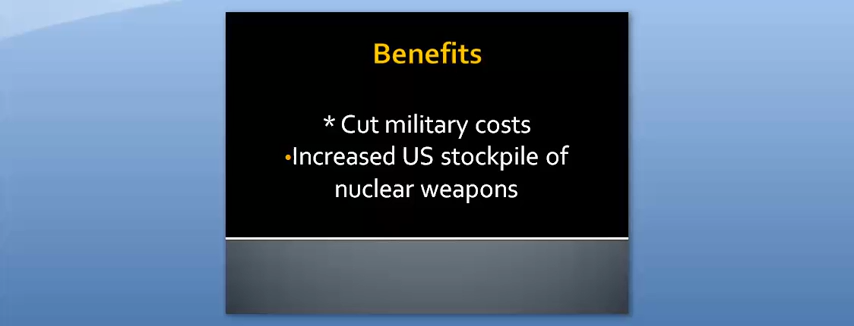 Benefits
* Cut military costs
•Increased US stockpile of
nuclear weapons